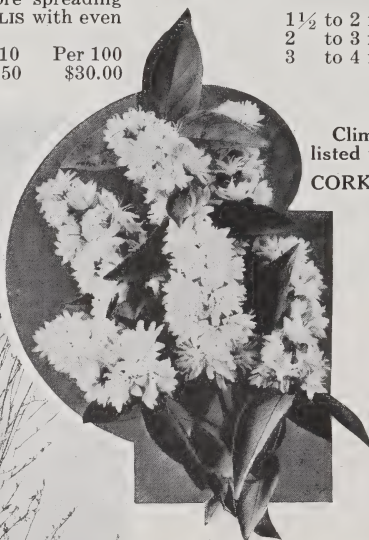 ore spreading
LIS with even
10 Per 100
50 $30.00
1½ to 2
2 to 3
3 to 4
Clim
listed
CORK